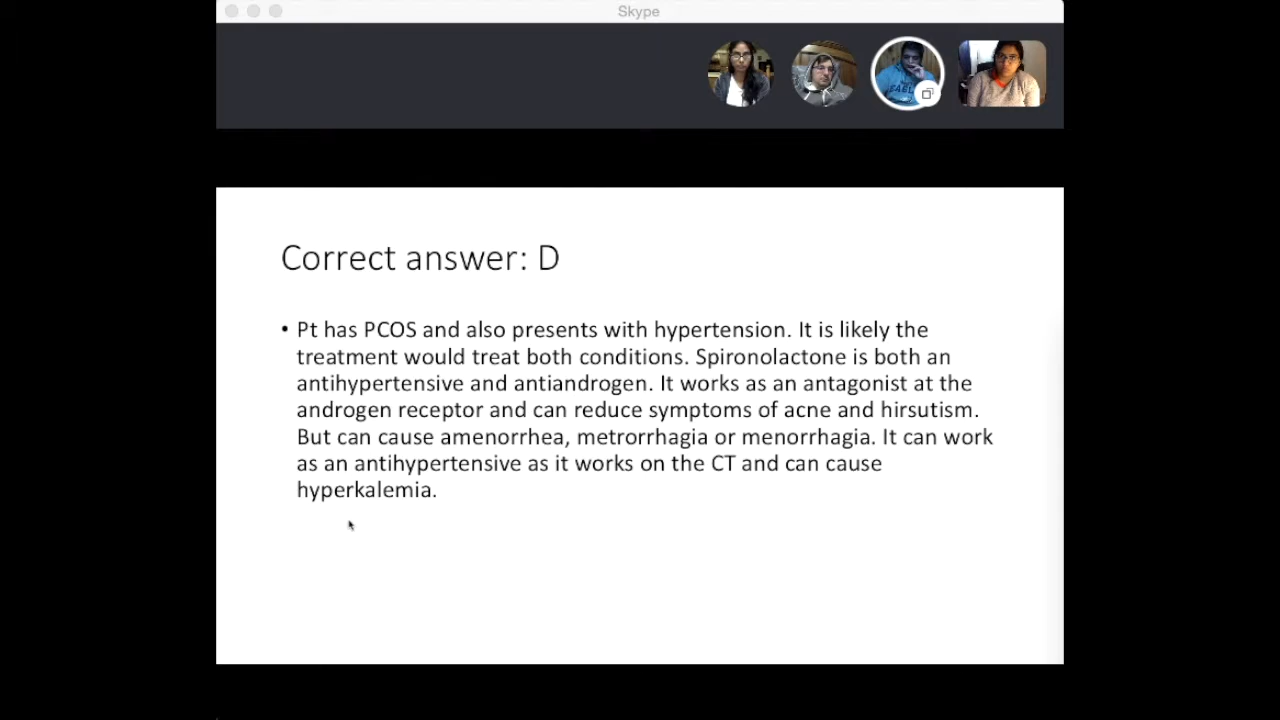 Skype
Correct answer: D
• Pt has PCOS and also presents with hypertension. It is likely the
treatment would treat both conditions. Spironolactone is both an
antihypertensive and antiandrogen. It works as an antagonist at the
androgen receptor and can reduce symptoms of acne and hirsutism.
But can cause amenorrhea, metrorrhagia or menorrhagia. It can work
as an antihypertensive as it works on the CT and can cause
hyperkalemia.